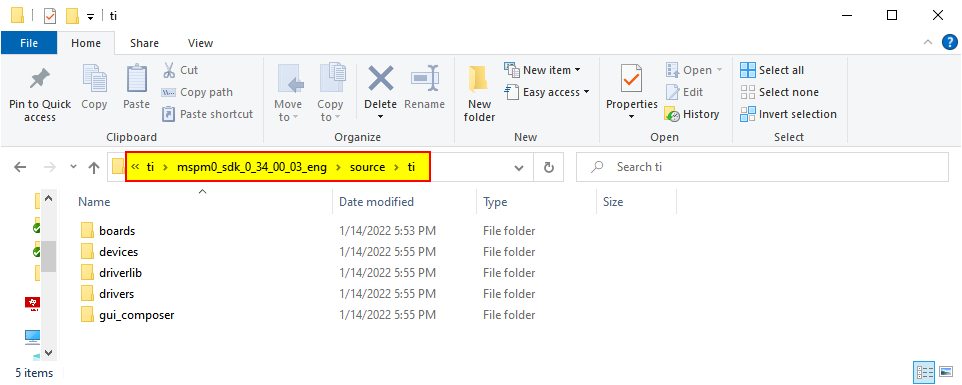 ti
File Home Share View
Pin to Quick access
Copy
Paste
Cut
Copy path
Paste shortcut
Clipboard
Move to
Copy to
Delete
Rename
Organize
New folder
New item
Easy access
New
Properties
Open
Edit
History
Open
Select all
Select none
Invert selection
Select
« ti > mspm0_sdk_0_34_00_03_eng > source > ti
Search ti
Name Date modified Type Size
boards 1/14/2022 5:53 PM File folder
devices 1/14/2022 5:55 PM File folder
driverlib 1/14/2022 5:55 PM File folder
drivers 1/14/2022 5:55 PM File folder
gui_composer 1/14/2022 5:55 PM File folder
5 items